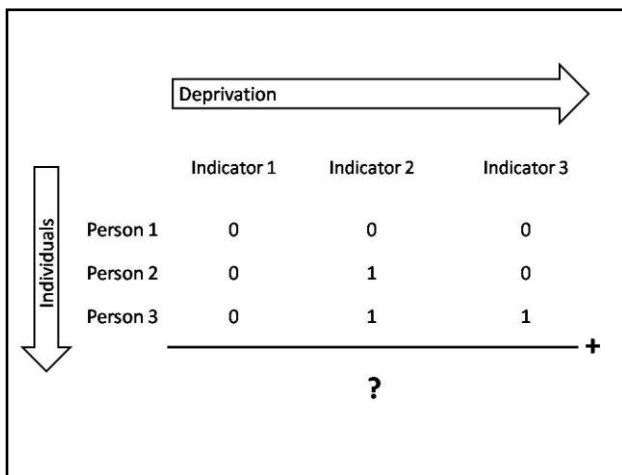 Deprivation
Indicator 1 Indicator 2 Indicator 3
Individuals
Person 1 0 0 0
Person 2 0 1 0
Person 3 0 1 1
+
?